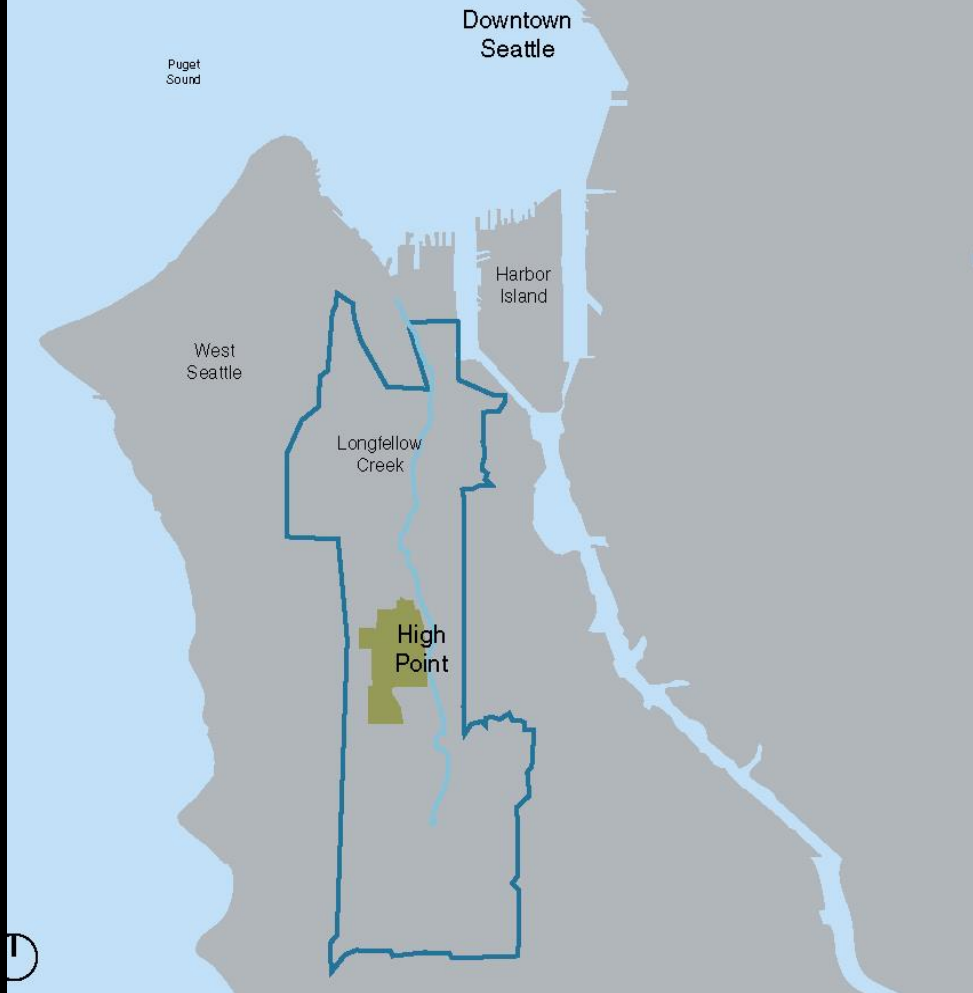 Downtown
Seattle
Puget
Sound
Harbor
Island
West
Seattle
Longfellow
Creek
High
Point